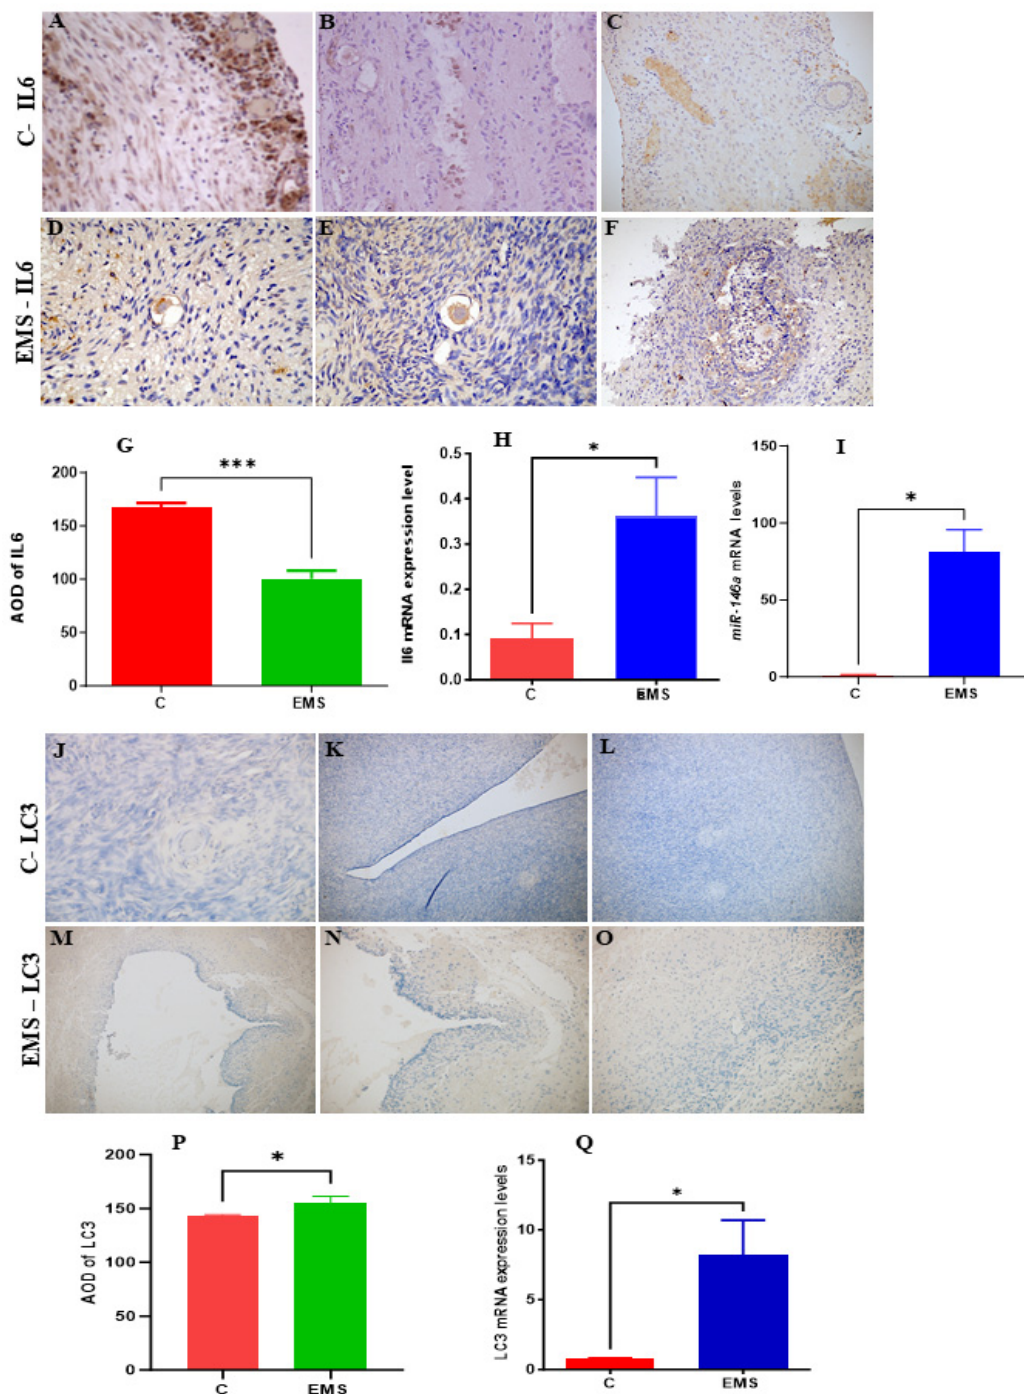 A
B
C
C- IL6
D
E
F
EMS - IL6
G
***
200
150
100
50
0
AOD of IL6
C
EMS
H
*
0.5
0.4
0.3
0.2
0.1
0.0
Il6 mRNA expression level
C
EMS
I
*
150
100
50
0
miR-146a mRNA levels
C
EMS
J
K
L
C- LC3
M
N
O
EMS – LC3
P
*
200
150
100
50
0
AOD of LC3
C
EMS
Q
*
15
10
5
0
LC3 mRNA expression levels
C
EMS